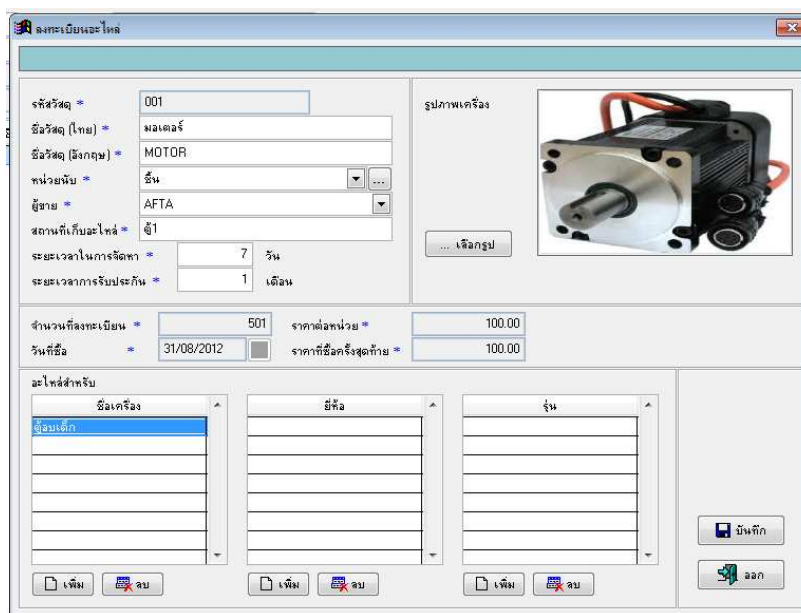 ลงทะเบียนอะไหล่
รหัสวัสดุ * 001
ชื่อวัสดุ (ไทย) * มอเตอร์
ชื่อวัสดุ (อังกฤษ) * MOTOR
หน่วยนับ * ชิ้น ...
ผู้ขาย * AFTA
สถานที่เก็บอะไหล่ * ตู้1
ระยะเวลาในการจัดหา * 7 วัน
ระยะเวลาการรับประกัน * 1 เดือน
รูปภาพเครื่อง
... เลือกรูป
จำนวนที่ลงทะเบียน * 501 ราคาต่อหน่วย * 100.00
วันที่ซื้อ * 31/08/2012 ราคาที่ซื้อครั้งสุดท้าย * 100.00
อะไหล่สำหรับ
ชื่อเครื่อง ยี่ห้อ รุ่น
ตู้อบเด็ก
เพิ่ม ลบ เพิ่ม ลบ เพิ่ม ลบ
บันทึก
ออก